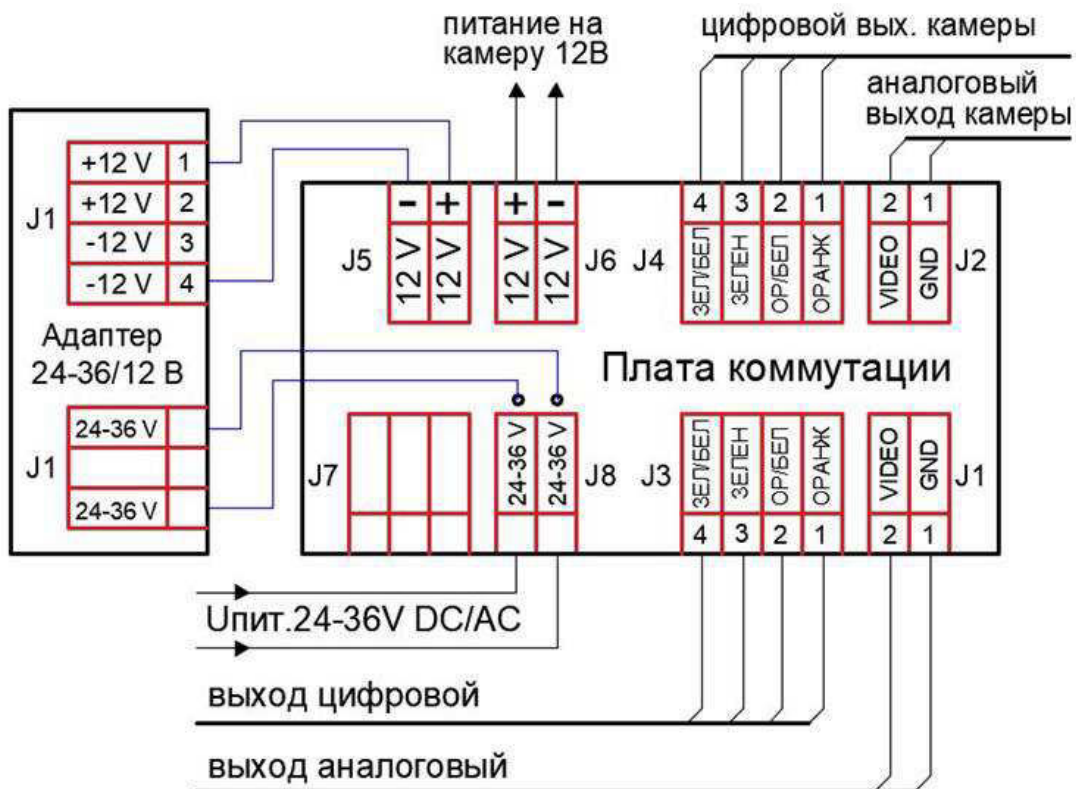 питание на
камеру 12В
цифровой вых. камеры
аналоговый
выход камеры
J1
+12 V 1
+12 V 2
-12 V 3
-12 V 4
Адаптер
24-36/12 В
J1
24-36 V
24-36 V
J5
- +
12 V 12 V
+ -
12 V 12 V
J6
J4
4 3 2 1
ЗЕЛ/БЕЛ ЗЕЛЕН ОР/БЕЛ ОРАНЖ
2 1
VIDEO GND
J2
Плата коммутации
J7
24-36 V 24-36 V
J8
J3
ЗЕЛ/БЕЛ ЗЕЛЕН ОР/БЕЛ ОРАНЖ
4 3 2 1
VIDEO GND
2 1
J1
Uпит.24-36V DC/AC
выход цифровой
выход аналоговый